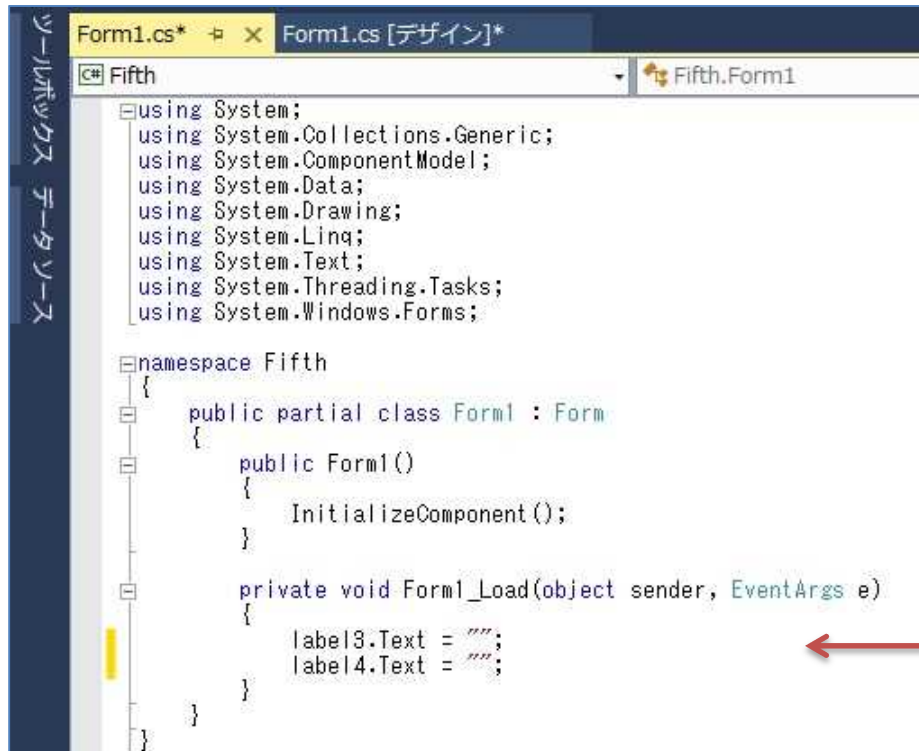 ツールボックス データソース
Form1.cs* Form1.cs [デザイン]*
C# Fifth Fifth.Form1
using System;
using System.Collections.Generic;
using System.ComponentModel;
using System.Data;
using System.Drawing;
using System.Linq;
using System.Text;
using System.Threading.Tasks;
using System.Windows.Forms;
namespace Fifth
{
public partial class Form1 : Form
{
public Form1()
{
InitializeComponent();
}
private void Form1_Load(object sender, EventArgs e)
{
label3.Text = "";
label4.Text = "";
}
}
}